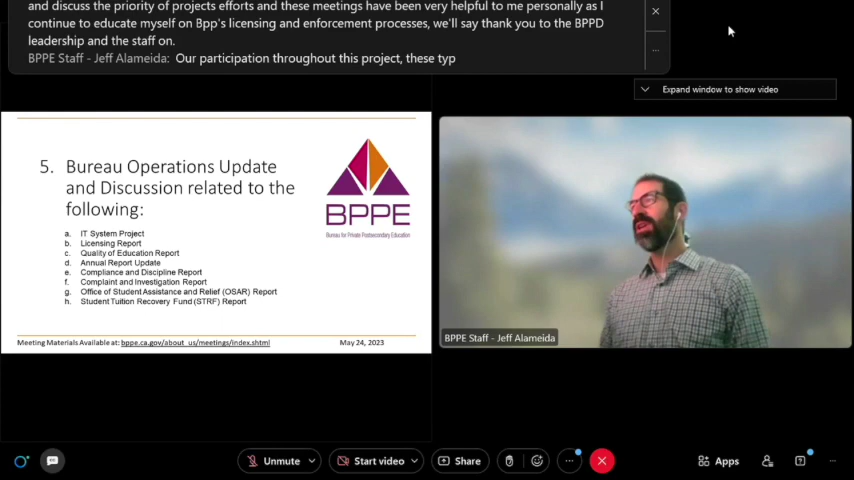 and discuss the priority of projects efforts and these meetings have been very helpful to me personally as I
continue to educate myself on Bpp's licensing and enforcement processes, we'll say thank you to the BPPD
leadership and the staff on.
BPPE Staff - Jeff Alameida: Our participation throughout this project, these typ
Expand window to show video
5. Bureau Operations Update
and Discussion related to the
following:
a. IT System Project
b. Licensing Report
c. Quality of Education Report
d. Annual Report Update
e. Compliance and Discipline Report
f. Complaint and Investigation Report
g. Office of Student Assistance and Relief (OSAR) Report
h. Student Tuition Recovery Fund (STRF) Report
BPPE
Bureau for Private Postsecondary Education
Meeting Materials Available at: bppe.ca.gov/about_us/meetings/index.shtml
May 24, 2023
BPPE Staff - Jeff Alameida
Unmute
Start video
Share
Apps